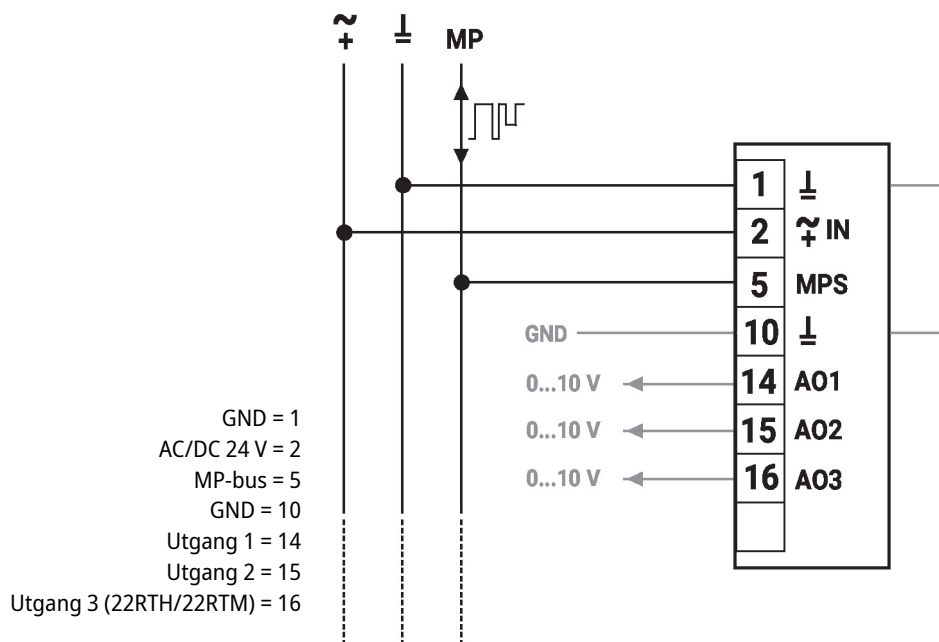 MP
1
2 IN
5 MPS
GND 10
0...10 V 14 AO1
0...10 V 15 AO2
0...10 V 16 AO3
GND = 1
AC/DC 24 V = 2
MP-bus = 5
GND = 10
Utgang 1 = 14
Utgang 2 = 15
Utgang 3 (22RTH/22RTM) = 16